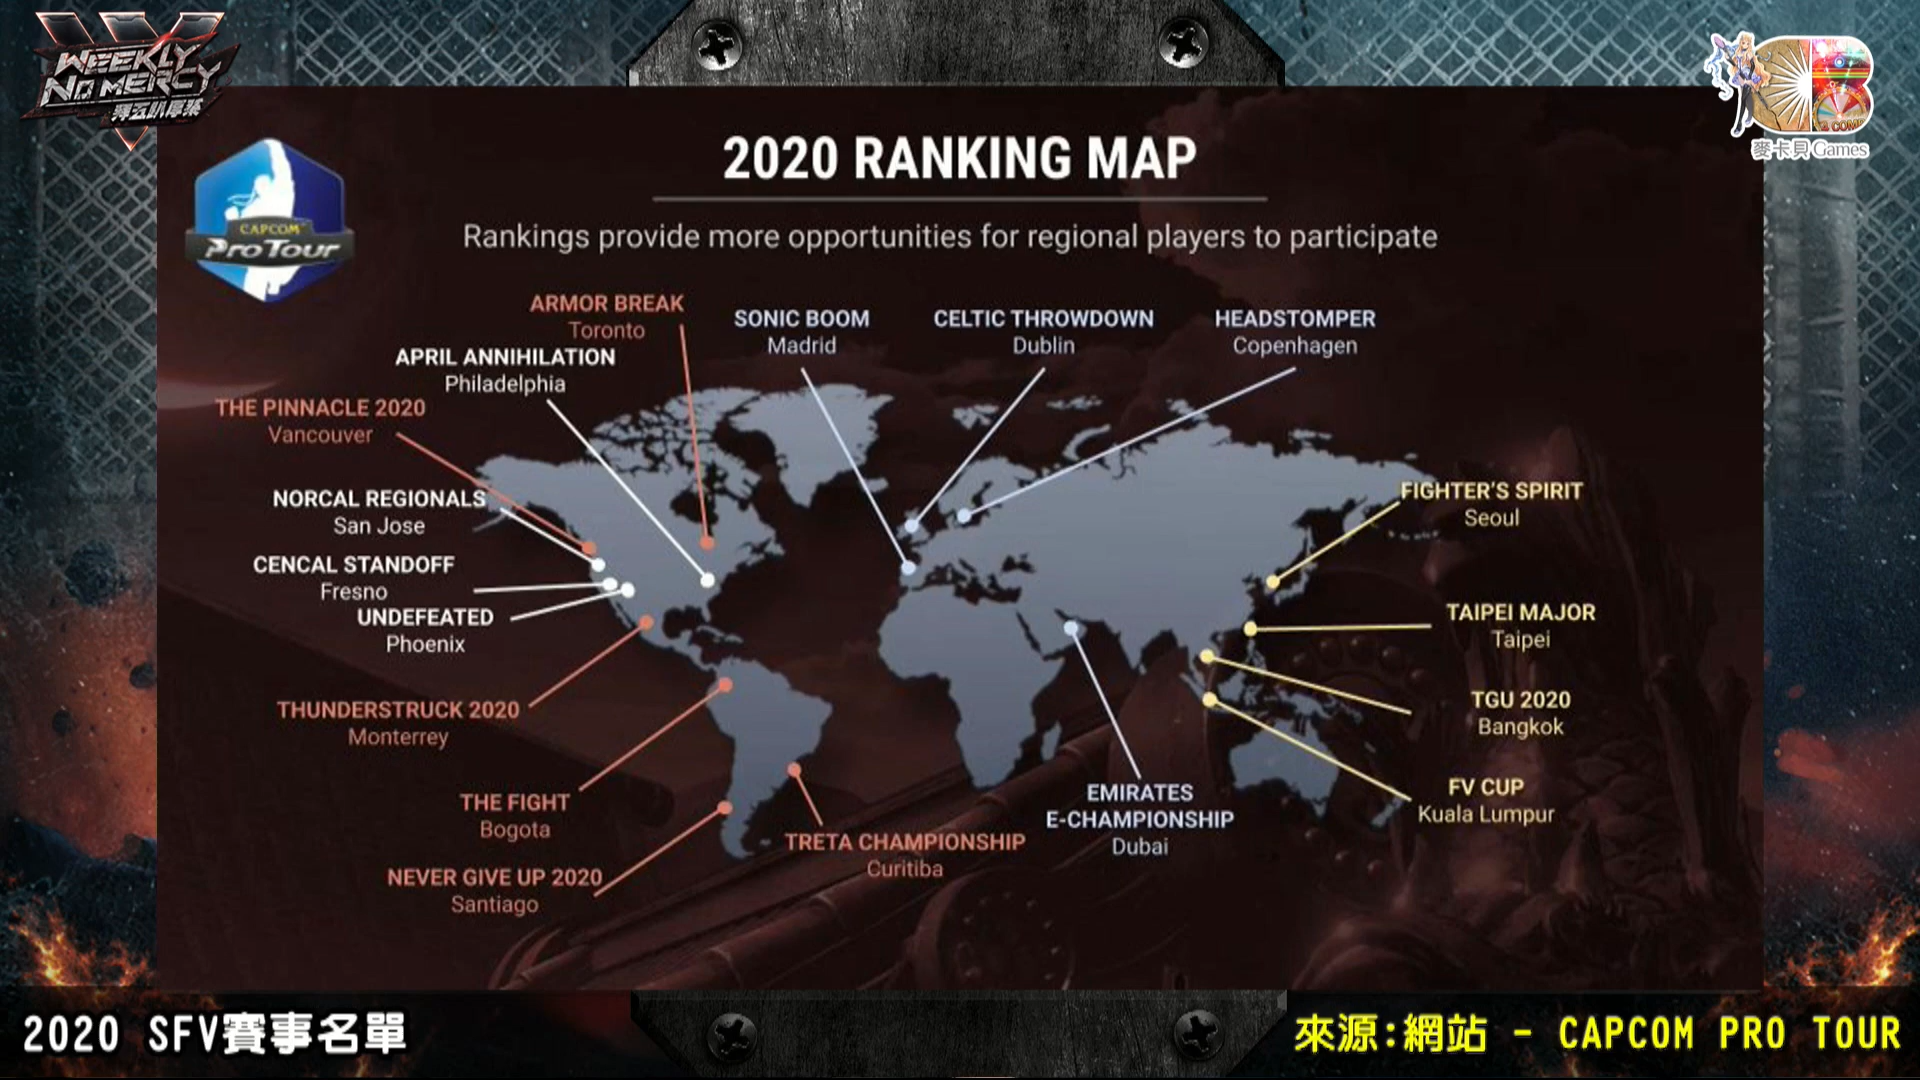 WEEKLY
NO MERCY
麥卡貝Games
CAPCOM
Pro Tour
2020 RANKING MAP
Rankings provide more opportunities for regional players to participate
ARMOR BREAK
Toronto
SONIC BOOM
Madrid
CELTIC THROWDOWN
Dublin
HEADSTOMPER
Copenhagen
APRIL ANNIHILATION
Philadelphia
THE PINNACLE 2020
Vancouver
NORCAL REGIONALS
San Jose
FIGHTER'S SPIRIT
Seoul
CENCAL STANDOFF
Fresno
UNDEFEATED
Phoenix
TAIPEI MAJOR
Taipei
THUNDERSTRUCK 2020
Monterrey
TGU 2020
Bangkok
THE FIGHT
Bogota
EMIRATES
E-CHAMPIONSHIP
Dubai
FV CUP
Kuala Lumpur
TRETA CHAMPIONSHIP
Curitiba
NEVER GIVE UP 2020
Santiago
2020 SFV賽事名單
來源:網站 - CAPCOM PRO TOUR